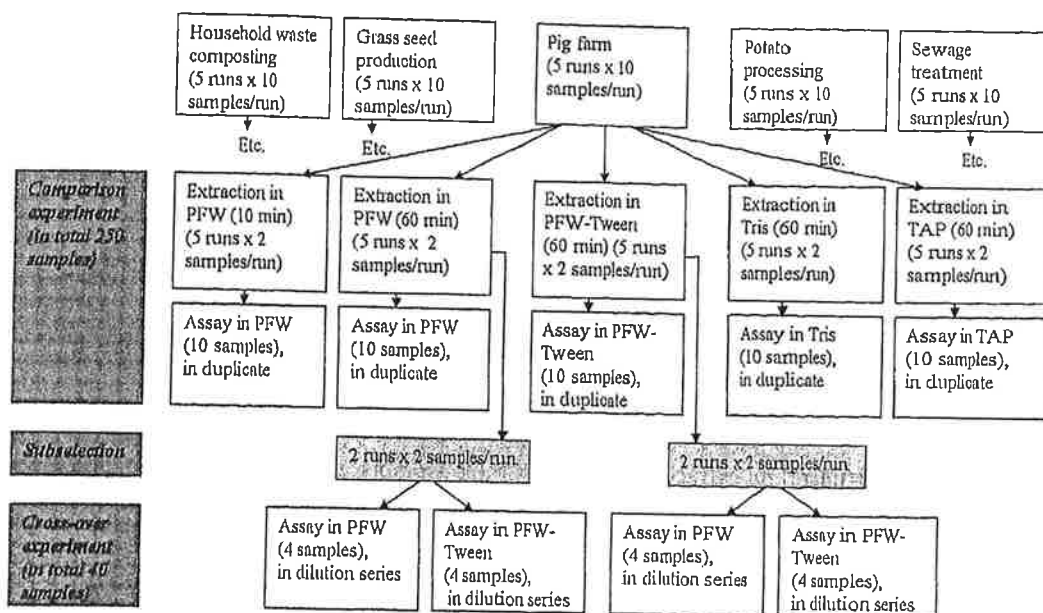 Household waste
composting
(5 runs x 10
samples/run)
Grass seed
production
(5 runs x 10
samples/run)
Pig farm
(5 runs x 10
samples/run)
Potato
processing
(5 runs x 10
samples/run)
Sewage
treatment
(5 runs x 10
samples/run)
Etc.
Etc.
Etc.
Etc.
Comparison
experiment
(in total 250
samples)
Extraction in
PFW (10 min)
(5 runs x 2
samples/run)
Extraction in
PFW (60 min)
(5 runs x 2
samples/run)
Extraction in
PFW-Tween
(60 min) (5 runs
x 2 samples/run)
Extraction in
Tris (60 min)
(5 runs x 2
samples/run)
Extraction in
TAP (60 min)
(5 runs x 2
samples/run)
Assay in PFW
(10 samples),
in duplicate
Assay in PFW
(10 samples),
in duplicate
Assay in PFW-
Tween
(10 samples),
in duplicate
Assay in Tris
(10 samples),
in duplicate
Assay in TAP
(10 samples),
in duplicate
Subselection
2 runs x 2 samples/run
2 runs x 2 samples/run
Cross-over
experiment
(in total 40
samples)
Assay in PFW
(4 samples),
in dilution series
Assay in PFW-
Tween
(4 samples),
in dilution series
Assay in PFW
(4 samples),
in dilution series
Assay in PFW-
Tween
(4 samples),
in dilution series